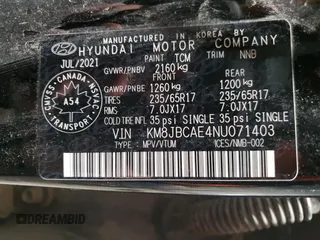 MANUFACTURED IN KOREA BY
HYUNDAI MOTOR COMPANY
JUL/2021 PAINT TCM TRIM NNB
GVWR/PNBV 2160 kg
FRONT REAR
GAWR/PNBE 1260 kg 1200 kg
TIRES 235/65R17 235/65R17
RIMS 7.0JX17 7.0JX17
COLD TIRE INFL 35 psi SINGLE 35 psi SINGLE
VIN KM8JBCAE4NU071403
TYPE: MPV/VTUM ICES/NMB-002
CMVSS·CANADA·NSVAC
A54
TRANSPORT
DREAMBID